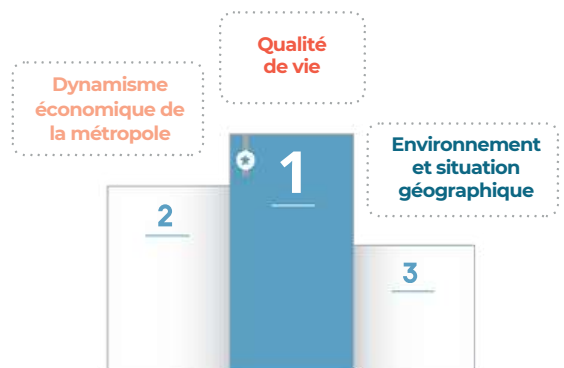 Qualité
de vie
Dynamisme
économique de
la métropole
Environnement
et situation
géographique
1
2
3